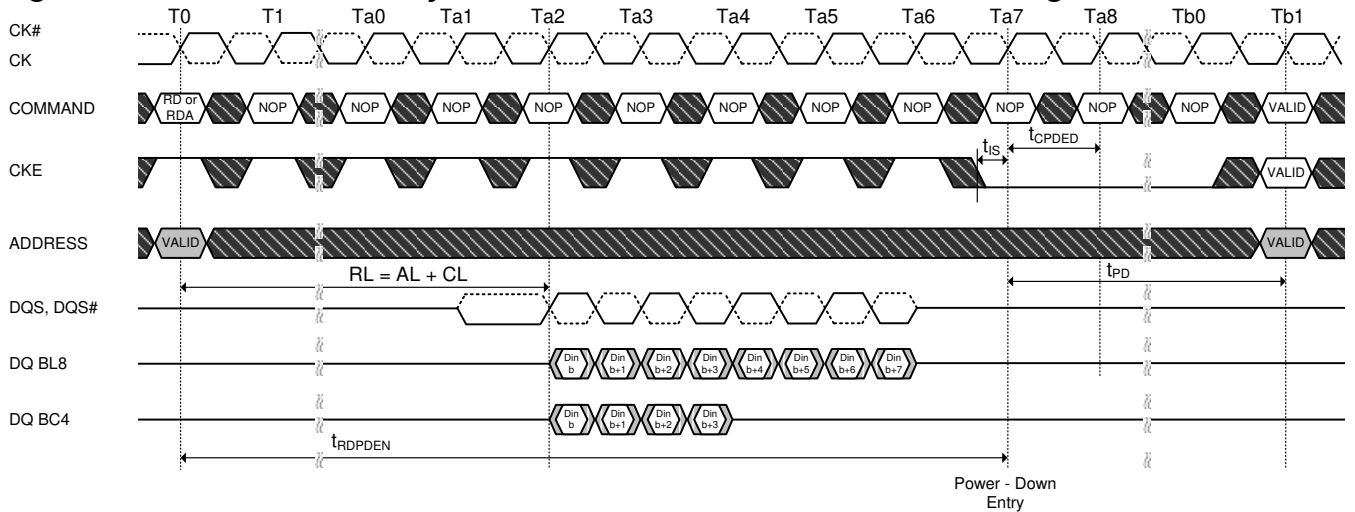 T0 T1 Ta0 Ta1 Ta2 Ta3 Ta4 Ta5 Ta6 Ta7 Ta8 Tb0 Tb1
CK#
CK
COMMAND
RD or
RDA
NOP NOP NOP NOP NOP NOP NOP NOP NOP NOP NOP VALID
tIS
tCPDED
CKE
VALID
ADDRESS
VALID
VALID
RL = AL + CL
tPD
DQS, DQS#
DQ BL8
Din Din Din Din Din Din Din Din
b b+1 b+2 b+3 b+4 b+5 b+6 b+7
DQ BC4
Din Din Din Din
b b+1 b+2 b+3
tRDPDEN
Power - Down
Entry